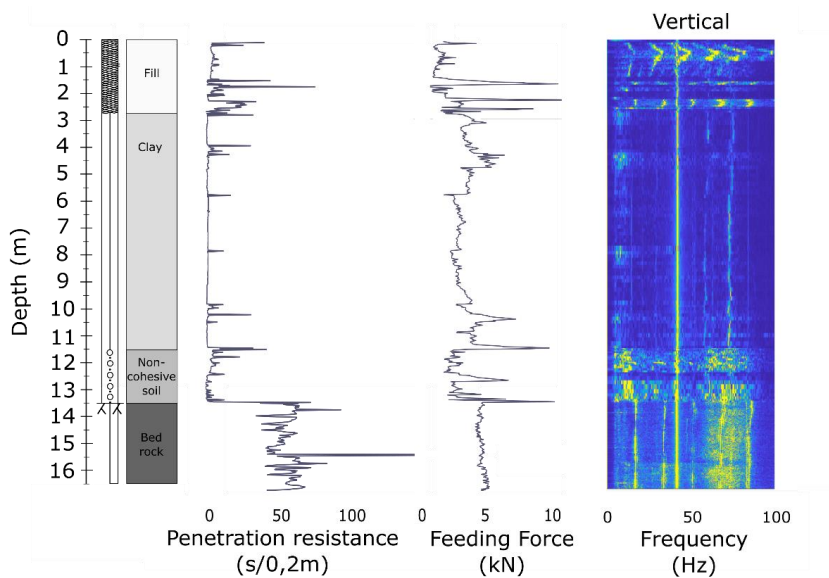 Vertical
0
1
2
3
4
5
6
7
8
9
10
11
12
13
14
15
16
Depth (m)
Fill
Clay
Non-
cohesive
soil
Bed
rock
0 50 100
Penetration resistance
(s/0,2m)
0 5 10
Feeding Force
(kN)
0 50 100
Frequency
(Hz)